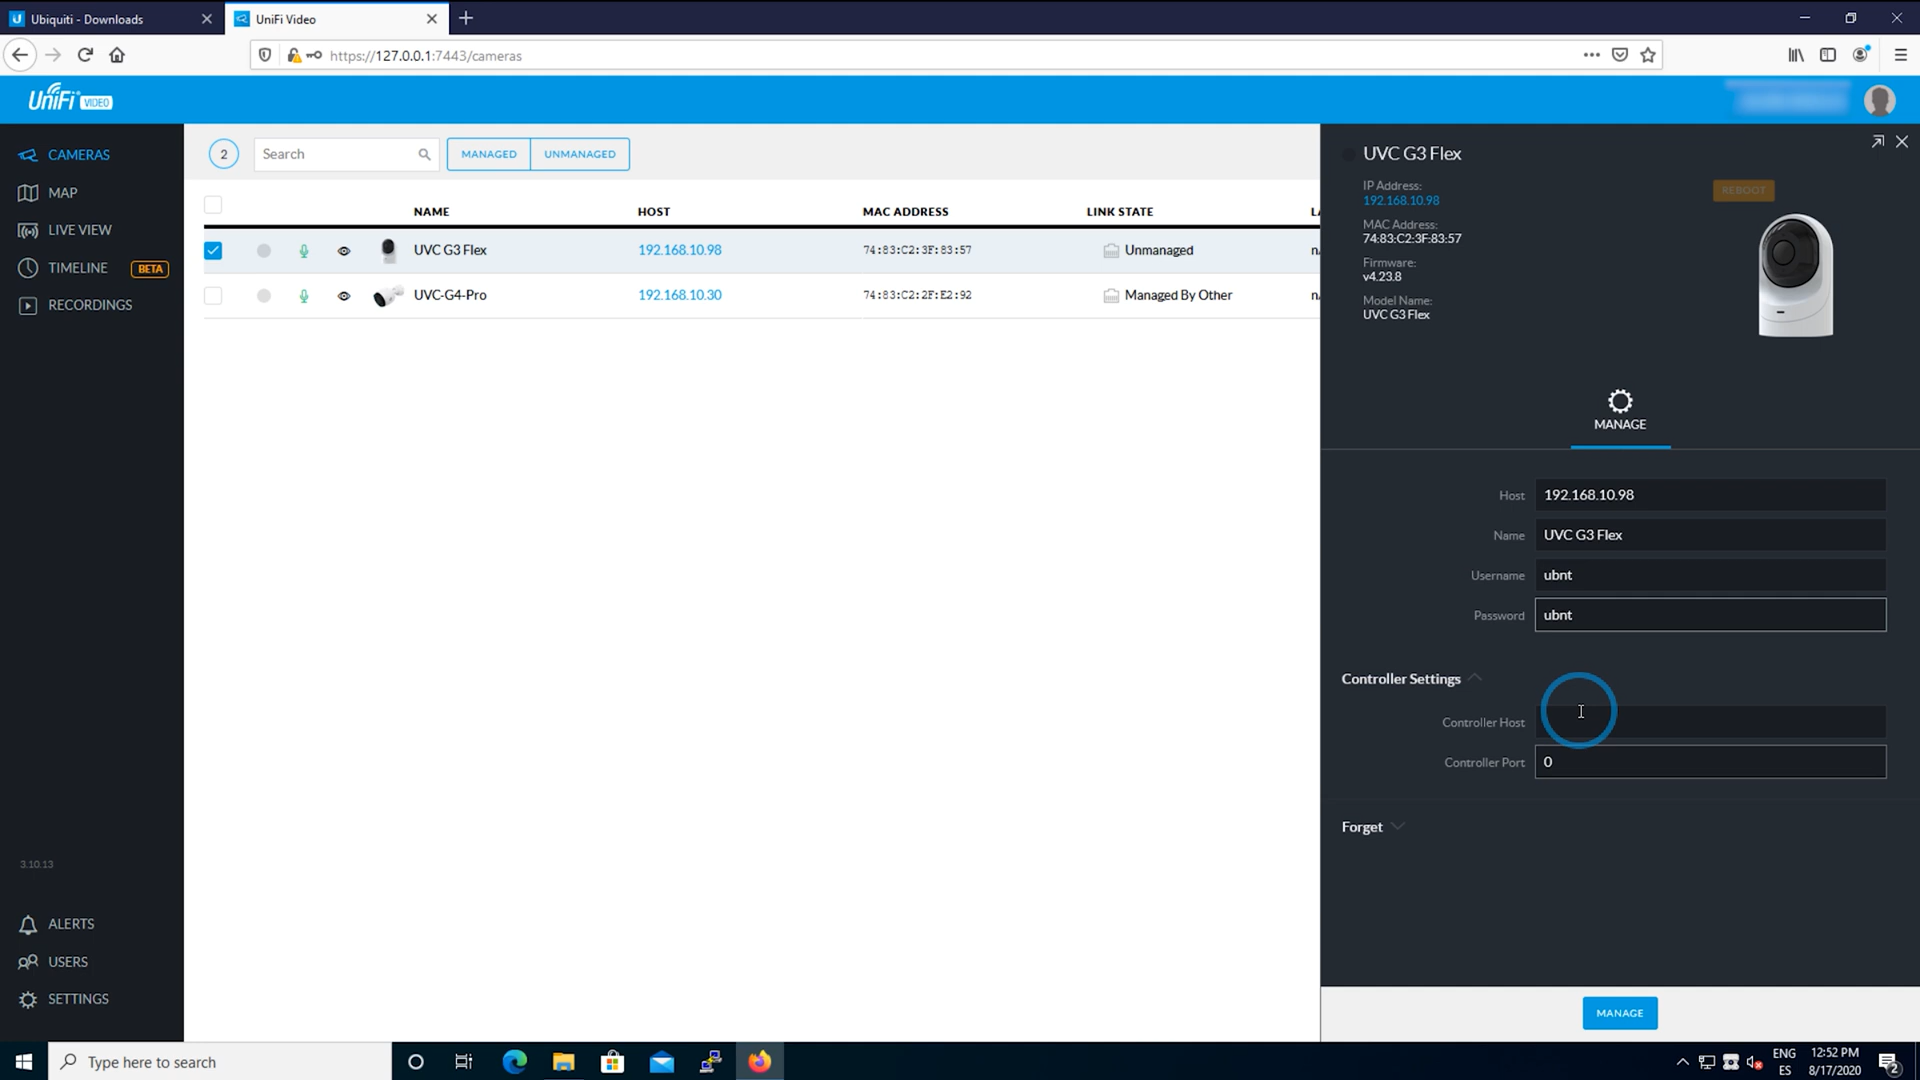 Ubiquiti - Downloads
UniFi Video
https://127.0.0.1:7443/cameras
UniFi VIDEO
CAMERAS
MAP
LIVE VIEW
TIMELINE BETA
RECORDINGS
3.10.13
ALERTS
USERS
SETTINGS
2 Search MANAGED UNMANAGED
NAME HOST MAC ADDRESS LINK STATE
UVC G3 Flex 192.168.10.98 74:83:C2:3F:83:57 Unmanaged
UVC-G4-Pro 192.168.10.30 74:83:C2:2F:E2:92 Managed By Other
UVC G3 Flex
IP Address:
192.168.10.98
REBOOT
MAC Address:
74:83:C2:3F:83:57
Firmware:
v4.23.8
Model Name:
UVC G3 Flex
MANAGE
Host 192.168.10.98
Name UVC G3 Flex
Username ubnt
Password ubnt
Controller Settings
Controller Host
Controller Port 0
Forget
MANAGE
Type here to search
ENG
ES
12:52 PM
8/17/2020
2